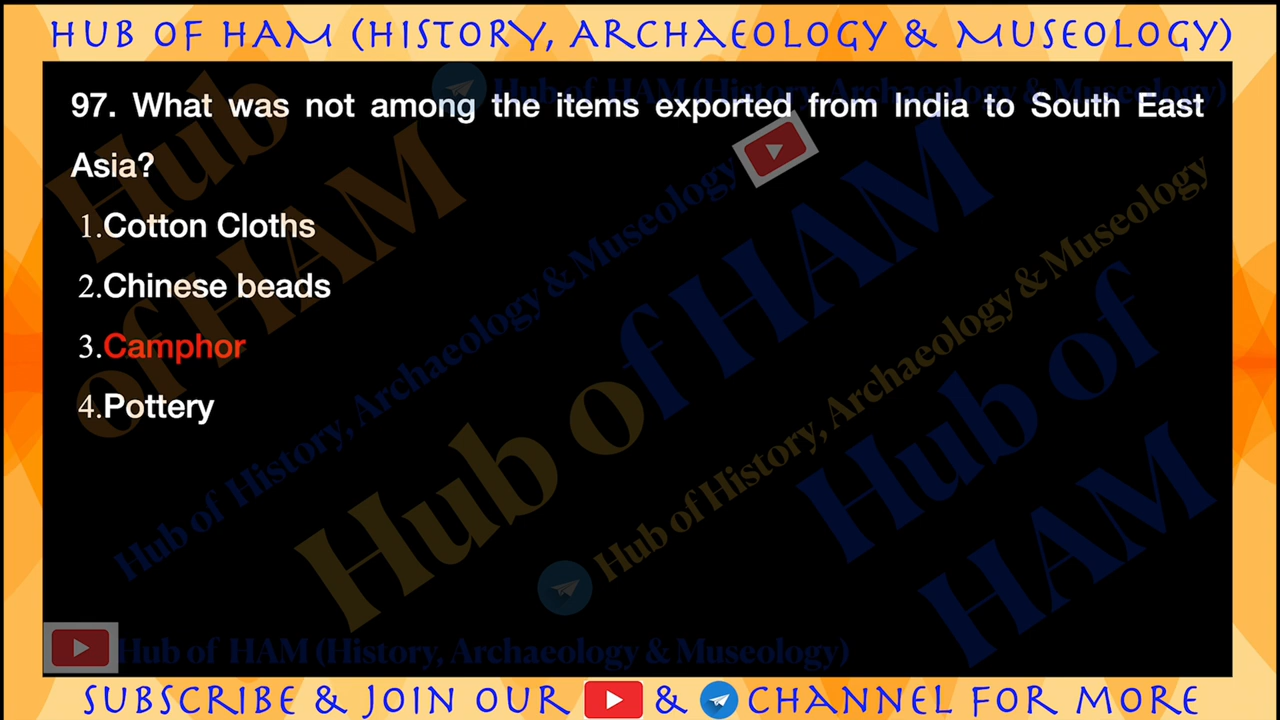 HUB OF HAM (HISTORY, ARCHAEOLOGY & MUSEOLOGY)
Hub of HAM (History, Archaeology & Museology)
97. What was not among the items exported from India to South East
Asia?
1.Cotton Cloths
2.Chinese beads
3.Camphor
4.Pottery
Hub
of HAM
Hub of History, Archaeology & Museology
Hub of HAM
Hub of History, Archaeology & Museology
Hub of
HAM
Hub of HAM (History, Archaeology & Museology)
SUBSCRIBE & JOIN OUR & CHANNEL FOR MORE